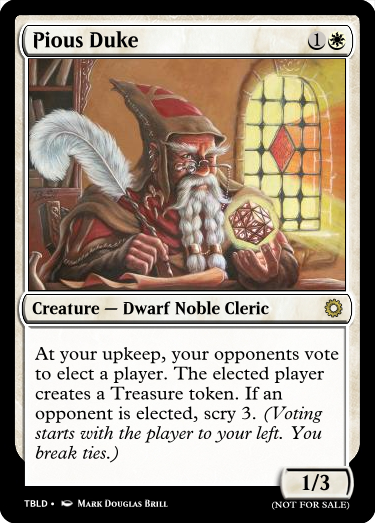 Pious Duke 1
Creature — Dwarf Noble Cleric
At your upkeep, your opponents vote
to elect a player. The elected player
creates a Treasure token. If an
opponent is elected, scry 3. (Voting
starts with the player to your left. You
break ties.)
1/3
TBLD • Mark Douglas Brill
(NOT FOR SALE)